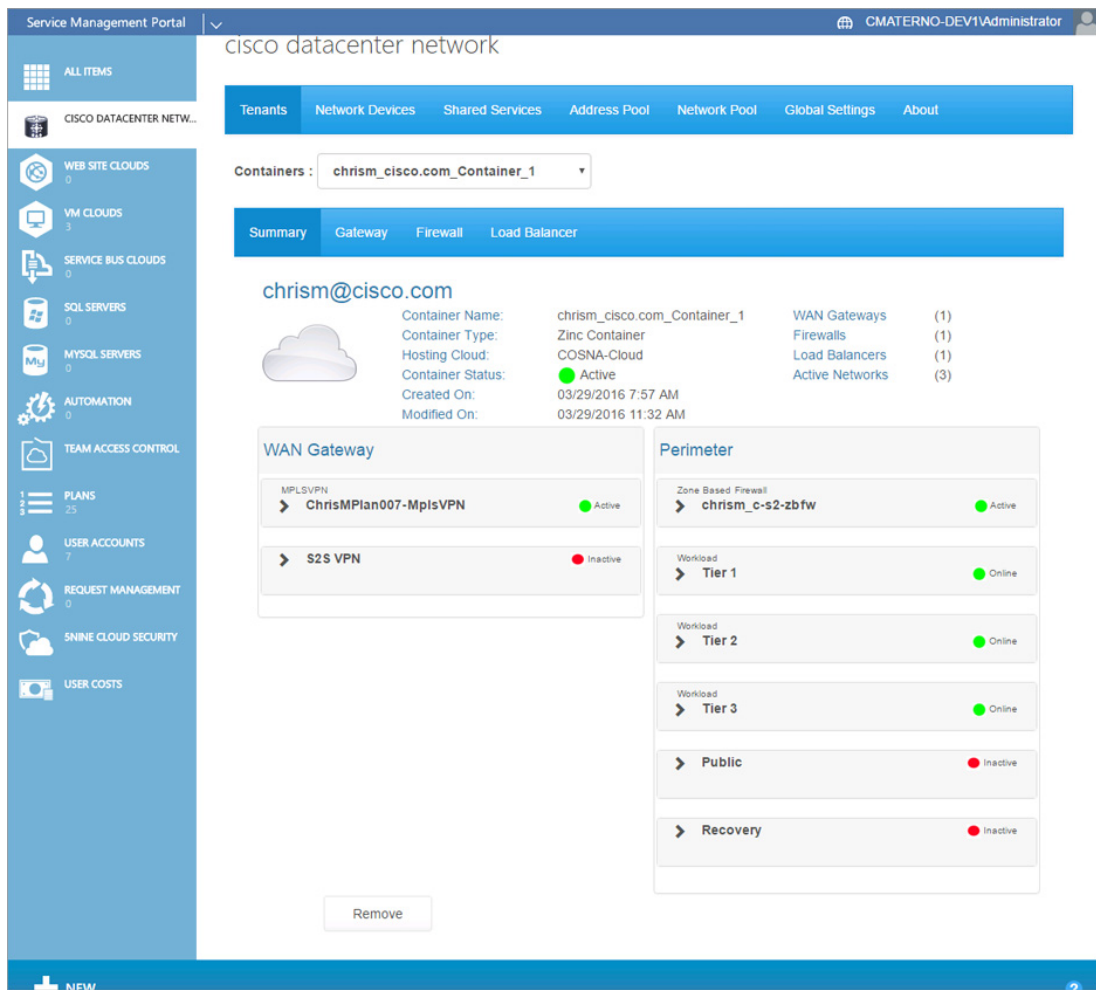 Service Management Portal
CMATERNO-DEV1\Administrator
ALL ITEMS
CISCO DATACENTER NETW...
WEB SITE CLOUDS
0
VM CLOUDS
3
SERVICE BUS CLOUDS
0
SQL SERVERS
0
MYSQL SERVERS
0
AUTOMATION
0
TEAM ACCESS CONTROL
1
2
3
PLANS
25
USER ACCOUNTS
7
REQUEST MANAGEMENT
0
5NINE CLOUD SECURITY
USER COSTS
My
cisco datacenter network
Tenants Network Devices Shared Services Address Pool Network Pool Global Settings About
Containers : chrism_cisco.com_Container_1
Summary Gateway Firewall Load Balancer
chrism@cisco.com
Container Name: chrism_cisco.com_Container_1 WAN Gateways (1)
Container Type: Zinc Container Firewalls (1)
Hosting Cloud: COSNA-Cloud Load Balancers (1)
Container Status: Active Active Networks (3)
Created On: 03/29/2016 7:57 AM
Modified On: 03/29/2016 11:32 AM
WAN Gateway
MPLSVPN
ChrisMPlan007-MplsVPN Active
S2S VPN Inactive
Perimeter
Zone Based Firewall
chrism_c-s2-zbfw Active
Workload
Tier 1 Online
Workload
Tier 2 Online
Workload
Tier 3 Online
Public Inactive
Recovery Inactive
Remove
NEW
?